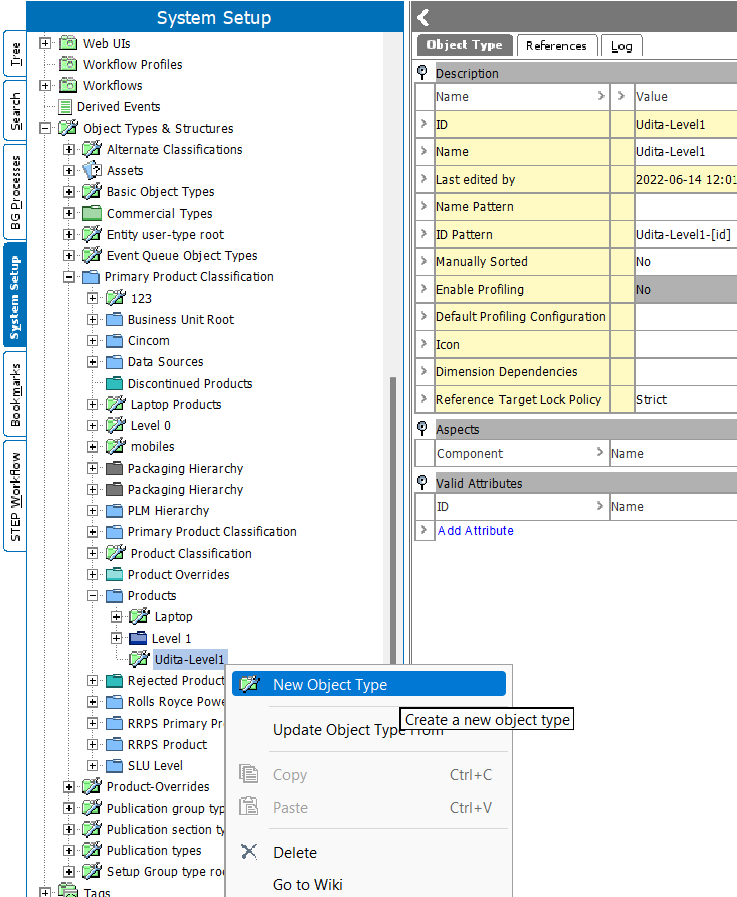 System Setup
Tree
Search
BG Processes
System Setup
Bookmarks
STEP Workflow
Web UIs
Workflow Profiles
Workflows
Derived Events
Object Types & Structures
Alternate Classifications
Assets
Basic Object Types
Commercial Types
Entity user-type root
Event Queue Object Types
Primary Product Classification
123
Business Unit Root
Cincom
Data Sources
Discontinued Products
Laptop Products
Level 0
mobiles
Packaging Hierarchy
Packaging Hierarchy
PLM Hierarchy
Primary Product Classification
Product Classification
Product Overrides
Products
Laptop
Level 1
Udita-Level1
Rejected Product
Rolls Royce Powe
RRPS Primary Pr
RRPS Product
SLU Level
Product-Overrides
Publication group typ
Publication section ty
Publication types
Setup Group type roo
Tags
New Object Type
Create a new object type
Update Object Type From
Copy Ctrl+C
Paste Ctrl+V
Delete
Go to Wiki
Object Type References Log
Description
Name > > Value
ID Udita-Level1
Name Udita-Level1
Last edited by 2022-06-14 12:01
Name Pattern
ID Pattern Udita-Level1-[id]
Manually Sorted No
Enable Profiling No
Default Profiling Configuration
Icon
Dimension Dependencies
Reference Target Lock Policy Strict
Aspects
Component > Name
Valid Attributes
ID > Name
Add Attribute